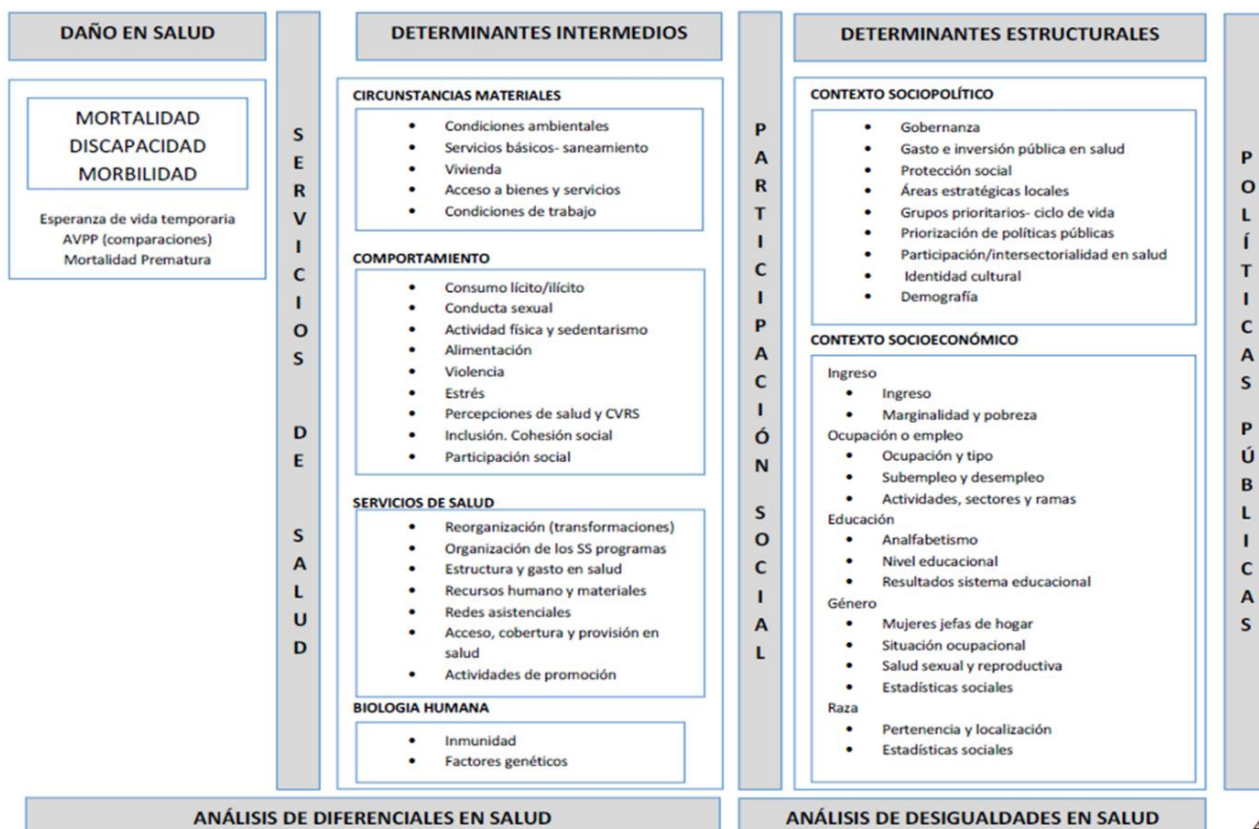 DAÑO EN SALUD
MORTALIDAD
DISCAPACIDAD
MORBILIDAD
Esperanza de vida temporaria
AVPP (comparaciones)
Mortalidad Prematura
SERVICIOS DE SALUD
DETERMINANTES INTERMEDIOS
CIRCUNSTANCIAS MATERIALES
• Condiciones ambientales
• Servicios básicos- saneamiento
• Vivienda
• Acceso a bienes y servicios
• Condiciones de trabajo
COMPORTAMIENTO
• Consumo lícito/ilícito
• Conducta sexual
• Actividad física y sedentarismo
• Alimentación
• Violencia
• Estrés
• Percepciones de salud y CVRS
• Inclusión. Cohesión social
• Participación social
SERVICIOS DE SALUD
• Reorganización (transformaciones)
• Organización de los SS programas
• Estructura y gasto en salud
• Recursos humano y materiales
• Redes asistenciales
• Acceso, cobertura y provisión en
salud
• Actividades de promoción
BIOLOGIA HUMANA
• Inmunidad
• Factores genéticos
PARTICIPACIÓN SOCIAL
DETERMINANTES ESTRUCTURALES
CONTEXTO SOCIOPOLÍTICO
• Gobernanza
• Gasto e inversión pública en salud
• Protección social
• Áreas estratégicas locales
• Grupos prioritarios- ciclo de vida
• Priorización de políticas públicas
• Participación/intersectorialidad en salud
• Identidad cultural
• Demografía
CONTEXTO SOCIOECONÓMICO
Ingreso
• Ingreso
• Marginalidad y pobreza
Ocupación o empleo
• Ocupación y tipo
• Subempleo y desempleo
• Actividades, sectores y ramas
Educación
• Analfabetismo
• Nivel educacional
• Resultados sistema educacional
Género
• Mujeres jefas de hogar
• Situación ocupacional
• Salud sexual y reproductiva
• Estadísticas sociales
Raza
• Pertenencia y localización
• Estadísticas sociales
POLÍTICAS PÚBLICAS
ANÁLISIS DE DIFERENCIALES EN SALUD
ANÁLISIS DE DESIGUALDADES EN SALUD